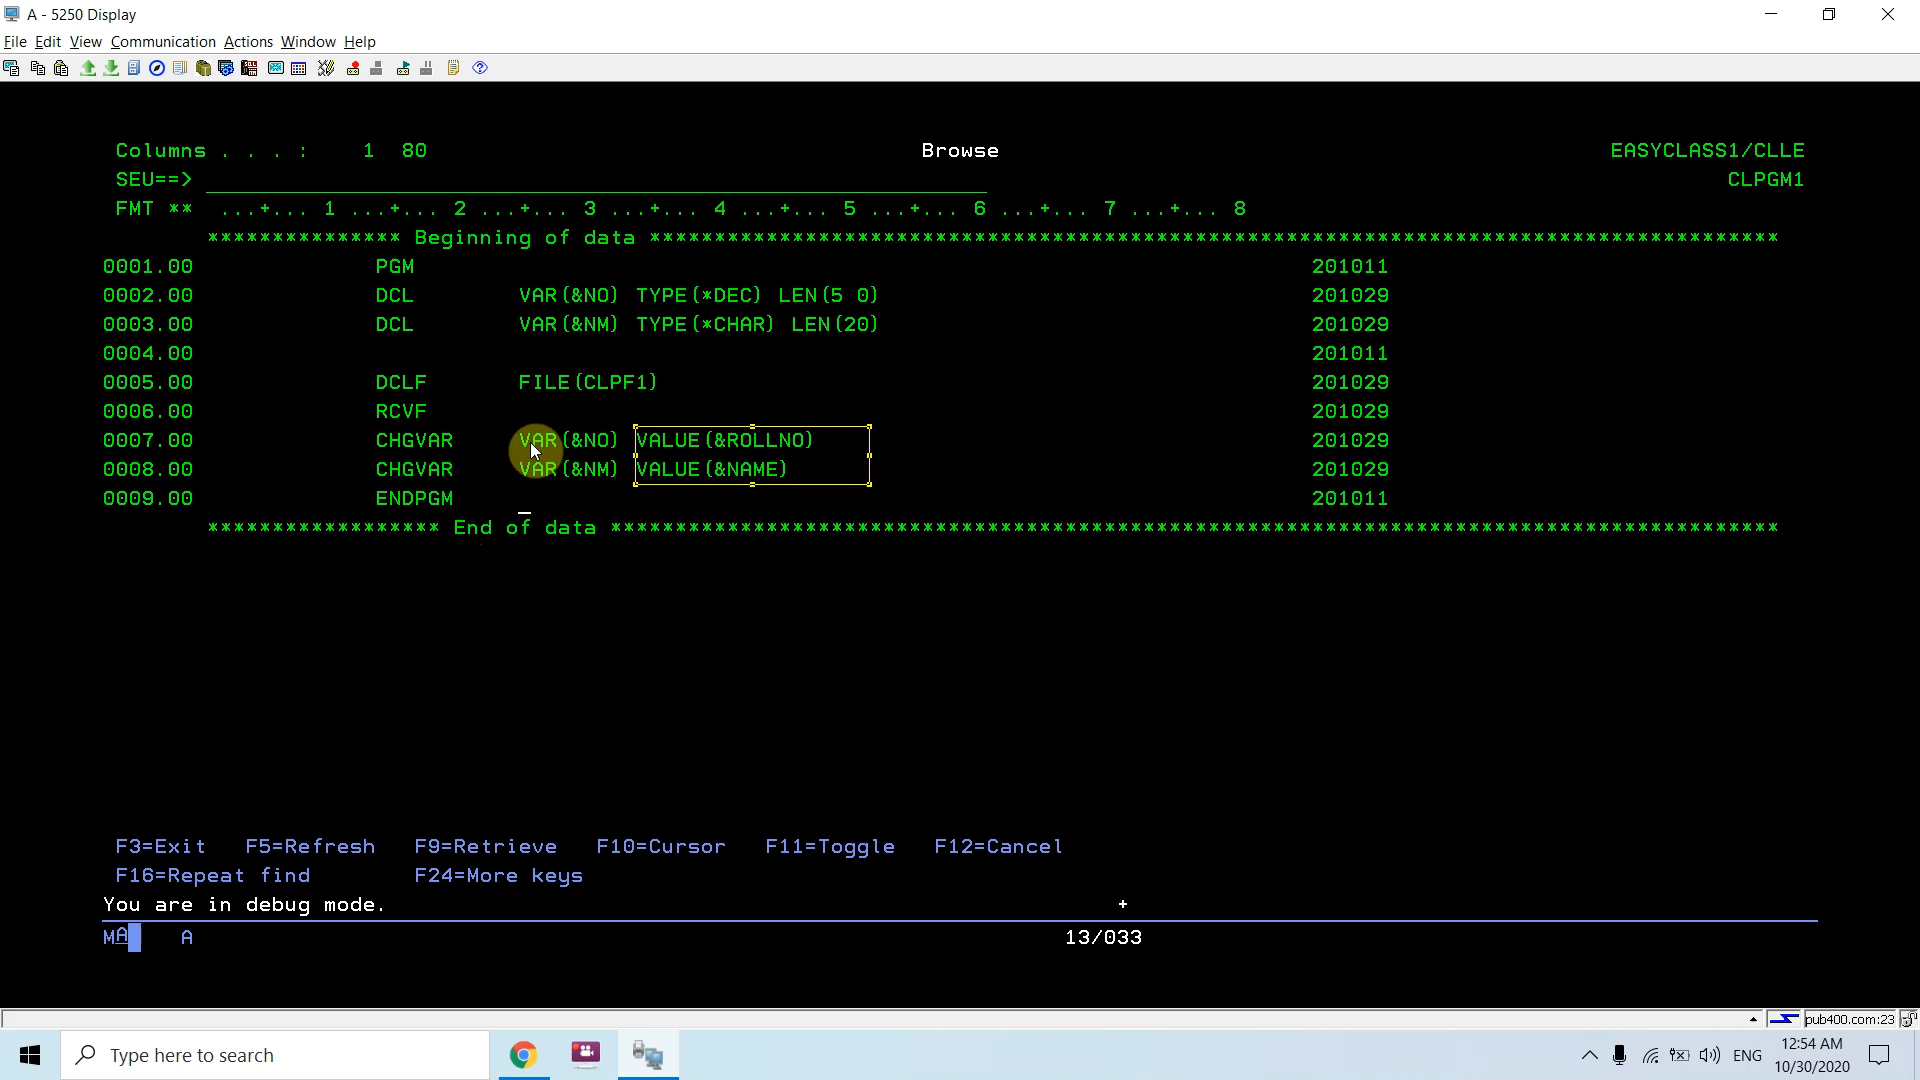 A - 5250 Display
File Edit View Communication Actions Window Help
Columns . . . : 1 80 Browse EASYCLASS1/CLLE
SEU==> CLPGM1
FMT ** ...+... 1 ...+... 2 ...+... 3 ...+... 4 ...+... 5 ...+... 6 ...+... 7 ...+... 8
*************** Beginning of data ***************************************************************************************
0001.00 PGM 201011
0002.00 DCL VAR(&NO) TYPE(*DEC) LEN(5 0) 201029
0003.00 DCL VAR(&NM) TYPE(*CHAR) LEN(20) 201029
0004.00 201011
0005.00 DCLF FILE(CLPF1) 201029
0006.00 RCVF 201029
0007.00 CHGVAR VAR(&NO) VALUE(&ROLLNO) 201029
0008.00 CHGVAR VAR(&NM) VALUE(&NAME) 201029
0009.00 ENDPGM 201011
****************** End of data ******************************************************************************************
F3=Exit F5=Refresh F9=Retrieve F10=Cursor F11=Toggle F12=Cancel
F16=Repeat find F24=More keys
You are in debug mode. +
MA A 13/033
pub400.com:23
Type here to search ENG 12:54 AM
10/30/2020